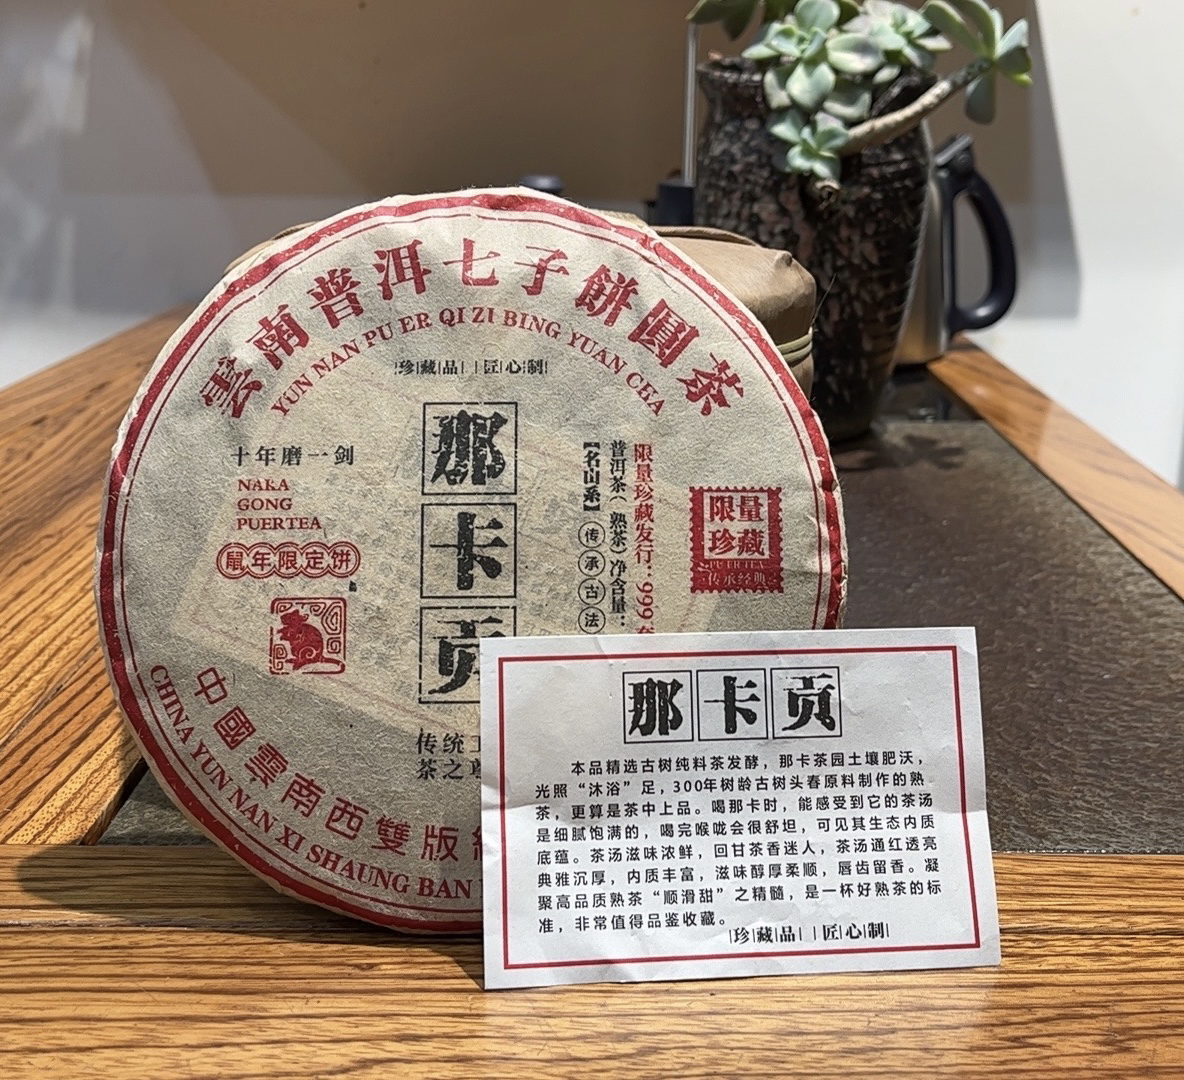 雲南普洱七子餅圓茶
YUN NAN PU ER QI ZI BING YUAN CHA
珍藏品 匠心制
那卡贡
十年磨一剑
NAKA
GONG
PUERTEA
鼠年限定饼
限量珍藏发行：999
普洱茶（熟茶）净含量：
【名山系】传承古法
限量
珍藏
PU ER TEA
传承经典
传统
茶之
中國雲南西雙版
CHINA YUN NAN XI SHAUNG BAN
那卡贡
本品精选古树纯料茶发酵，那卡茶园土壤肥沃，
光照“沐浴”足，300年树龄古树头春原料制作的熟
茶，更算是茶中上品。喝那卡时，能感受到它的茶汤
是细腻饱满的，喝完喉咙会很舒坦，可见其生态内质
底蕴。茶汤滋味浓鲜，回甘茶香迷人，茶汤通红透亮
典雅沉厚，内质丰富，滋味醇厚柔顺，唇齿留香。凝
聚高品质熟茶“顺滑甜”之精髓，是一杯好熟茶的标
准，非常值得品鉴收藏。
珍藏品 匠心制